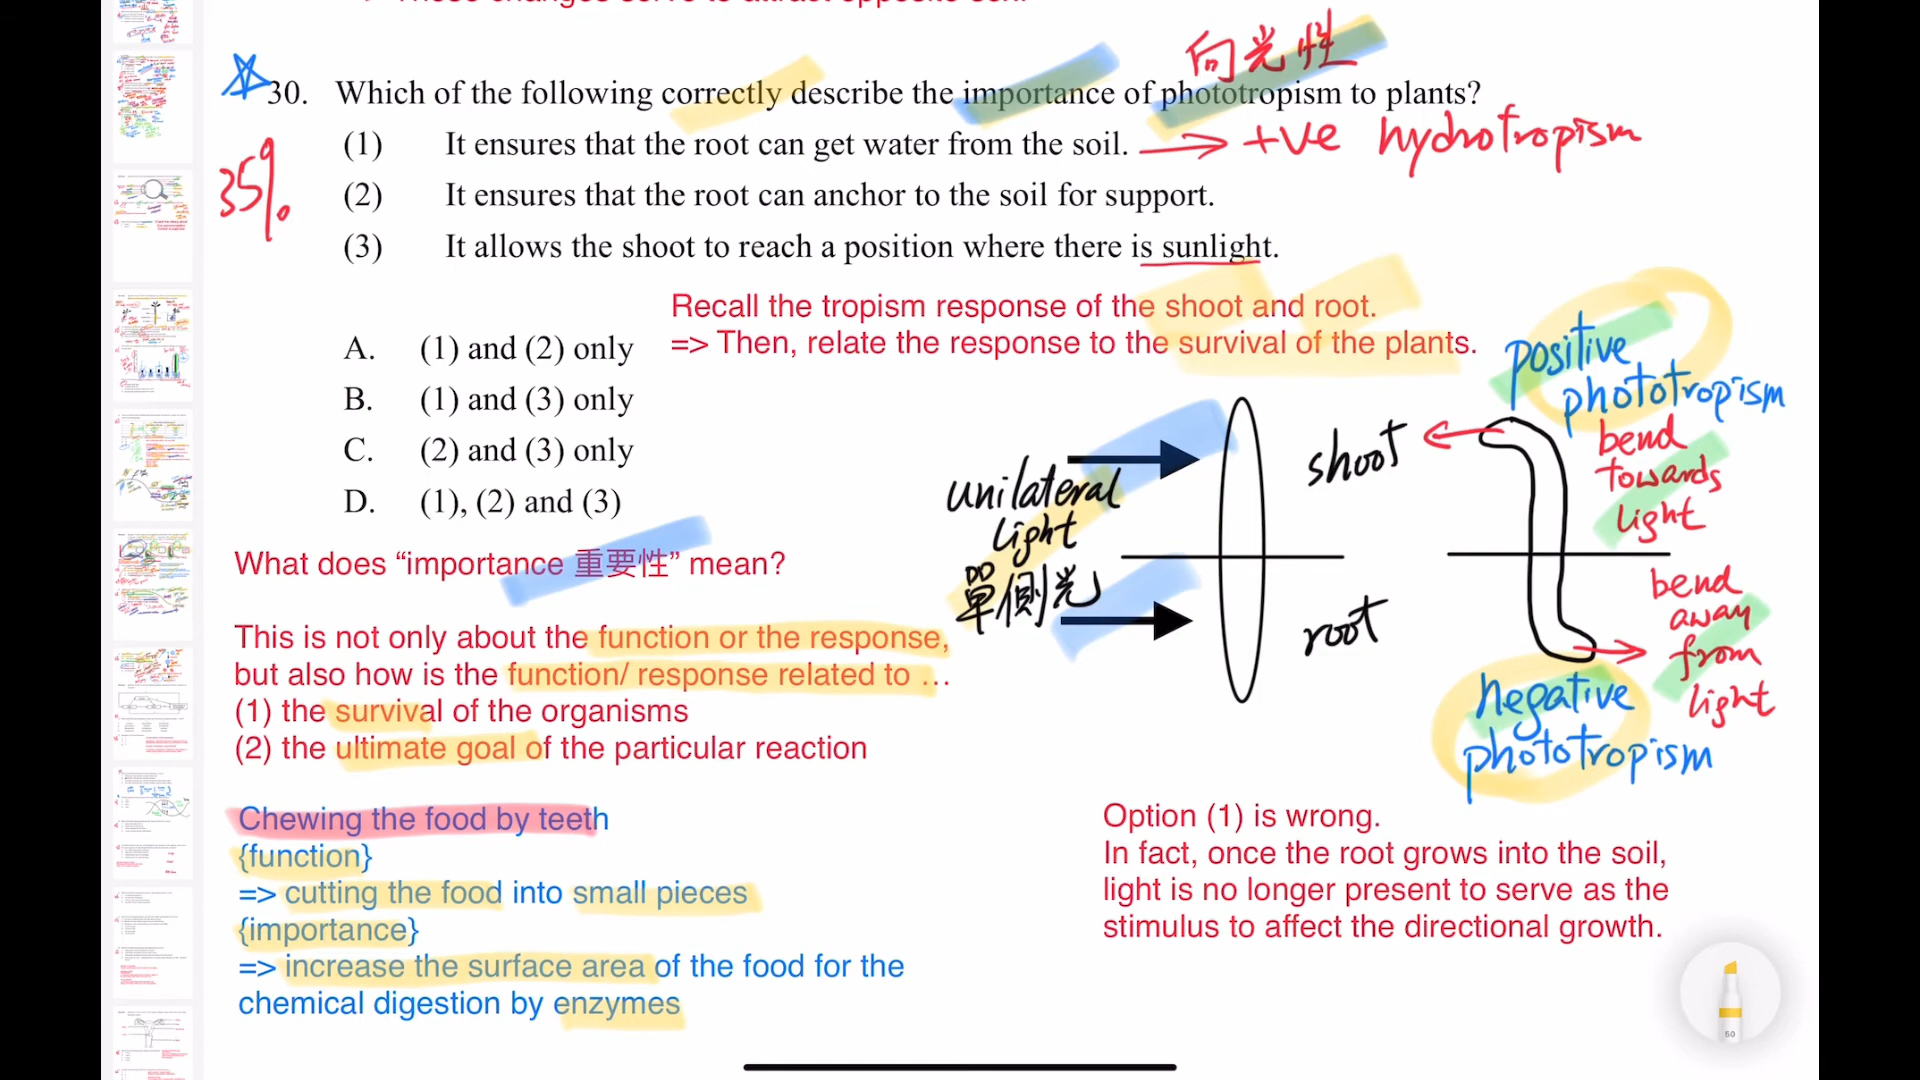 These changes serve to attract opposite sex.
向光性
30. Which of the following correctly describe the importance of phototropism to plants?
35%
(1) It ensures that the root can get water from the soil. → +ve hydrotropism
(2) It ensures that the root can anchor to the soil for support.
(3) It allows the shoot to reach a position where there is sunlight.
Recall the tropism response of the shoot and root.
=> Then, relate the response to the survival of the plants.
A. (1) and (2) only
B. (1) and (3) only
C. (2) and (3) only
D. (1), (2) and (3)
What does “importance 重要性” mean?
This is not only about the function or the response,
but also how is the function/ response related to …
(1) the survival of the organisms
(2) the ultimate goal of the particular reaction
Chewing the food by teeth
{function}
=> cutting the food into small pieces
{importance}
=> increase the surface area of the food for the
chemical digestion by enzymes
unilateral
light
單側光
shoot
root
positive
phototropism
bend
towards
light
bend
away
from
light
negative
phototropism
Option (1) is wrong.
In fact, once the root grows into the soil,
light is no longer present to serve as the
stimulus to affect the directional growth.
50